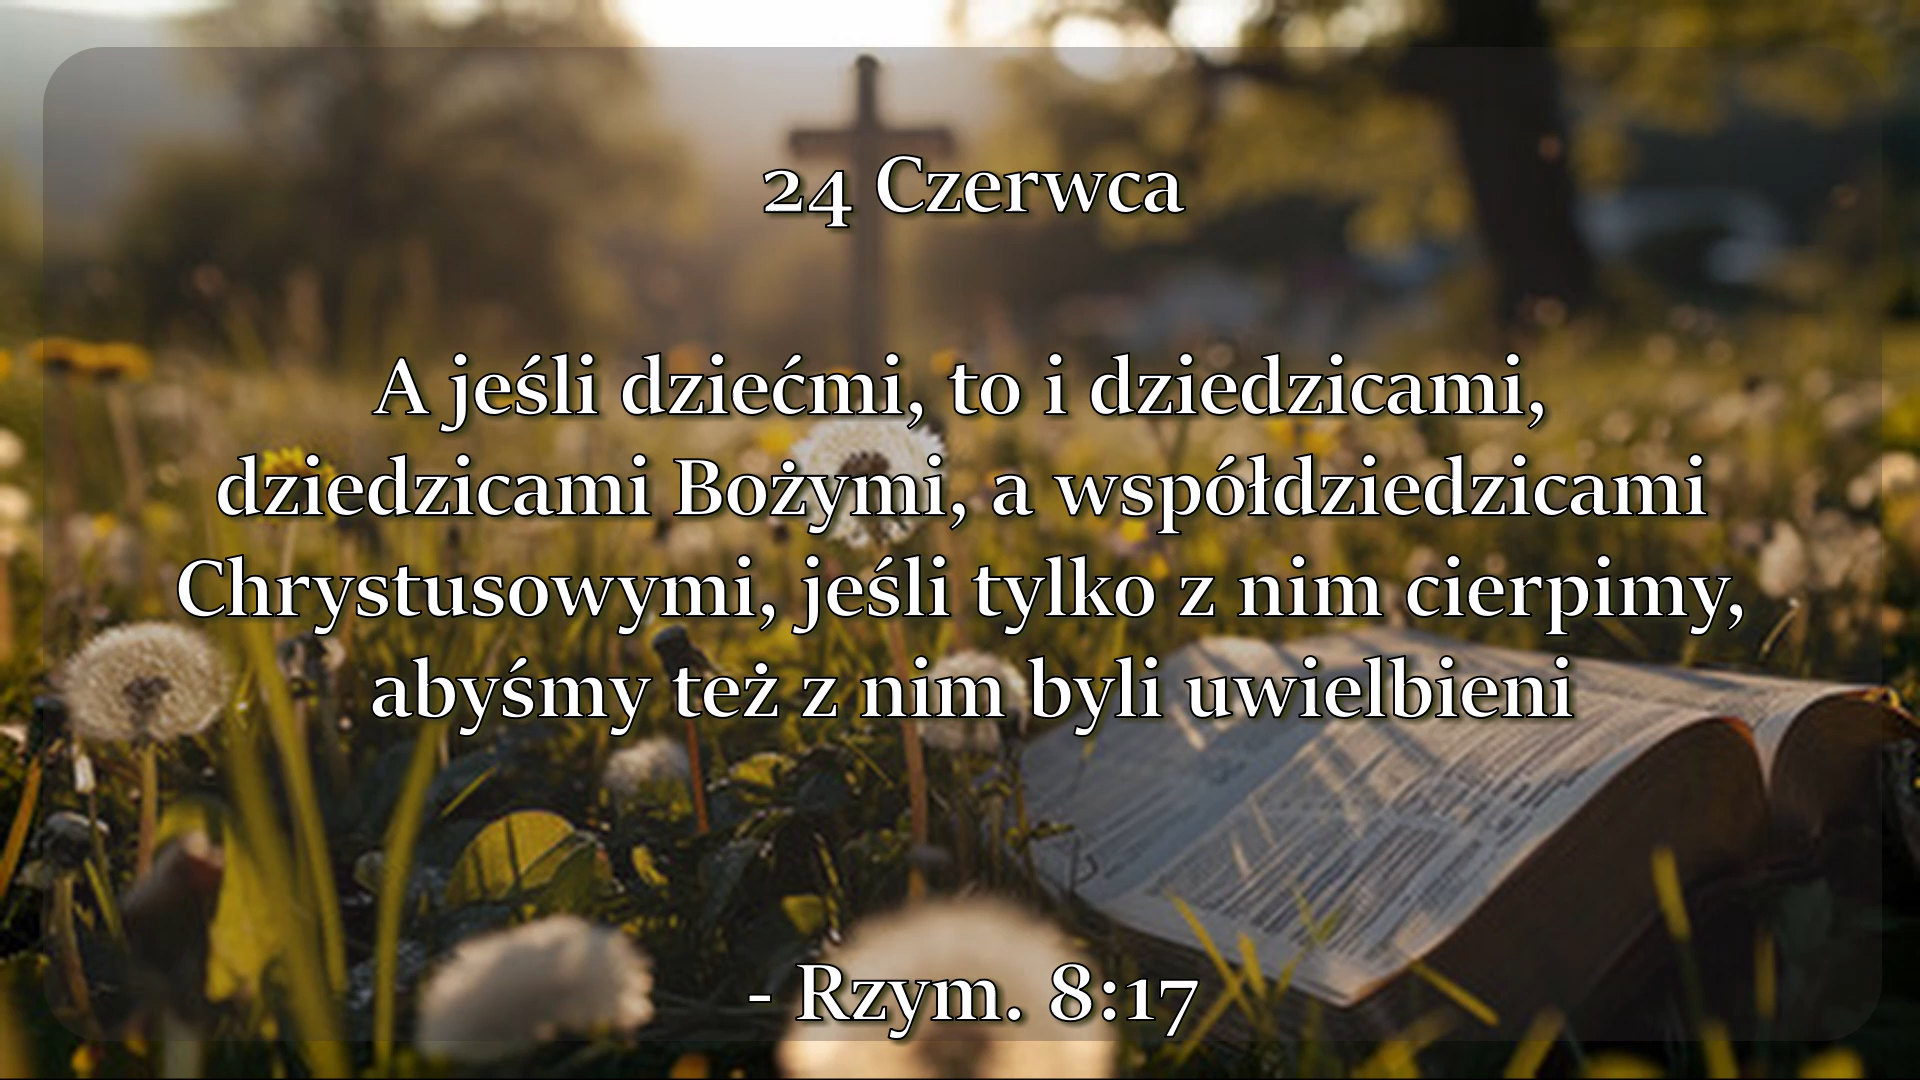 24 Czerwca
A jeśli dziećmi, to i dziedzicami,
dziedzicami Bożymi, a współdziedzicami
Chrystusowymi, jeśli tylko z nim cierpimy,
abyśmy też z nim byli uwielbieni
- Rzym. 8:17